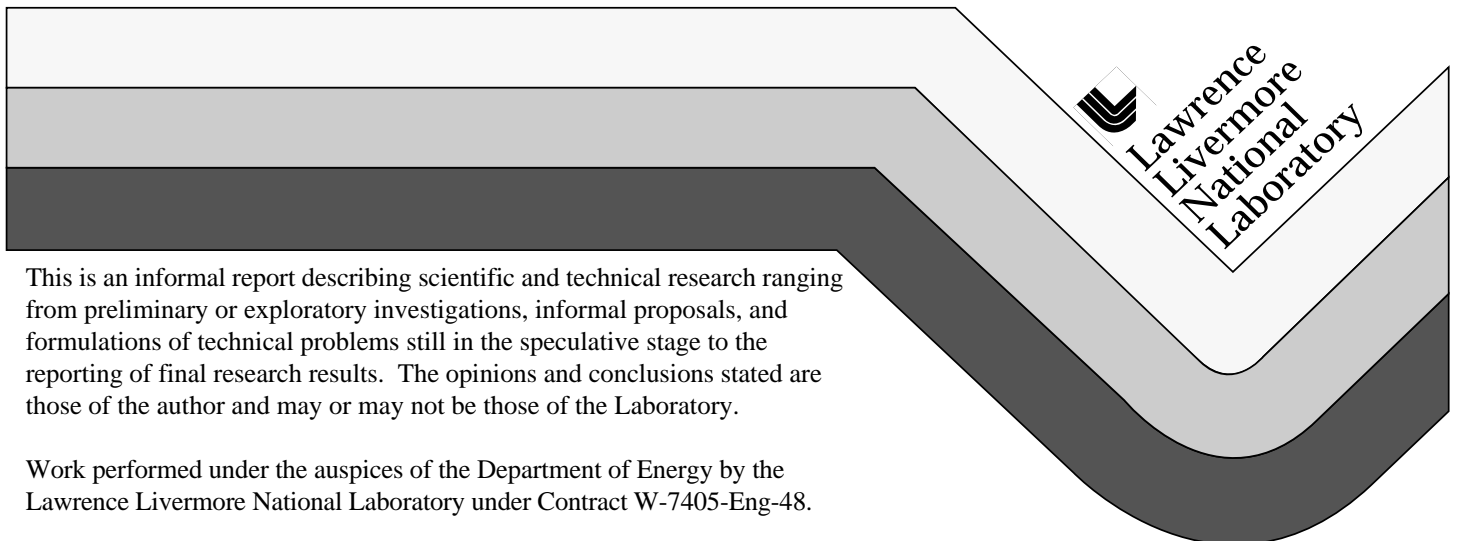 Lawrence
Livermore
National
Laboratory
This is an informal report describing scientific and technical research ranging
from preliminary or exploratory investigations, informal proposals, and
formulations of technical problems still in the speculative stage to the
reporting of final research results.  The opinions and conclusions stated are
those of the author and may or may not be those of the Laboratory.
Work performed under the auspices of the Department of Energy by the
Lawrence Livermore National Laboratory under Contract W-7405-Eng-48.